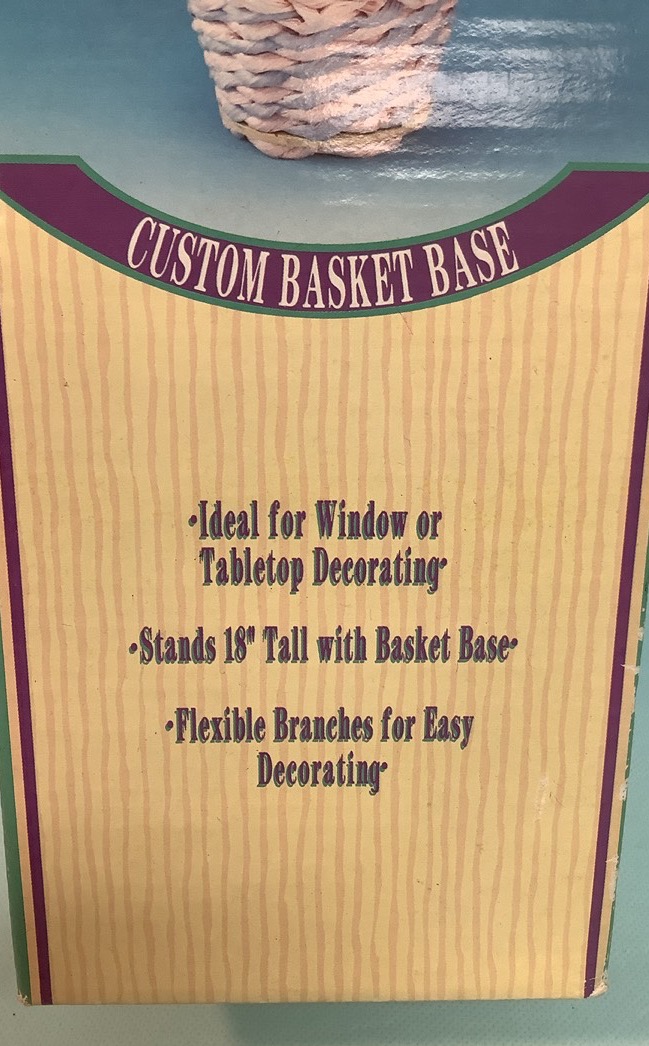 CUSTOM BASKET BASE
•Ideal for Window or
Tabletop Decorating•
•Stands 18" Tall with Basket Base•
•Flexible Branches for Easy
Decorating•